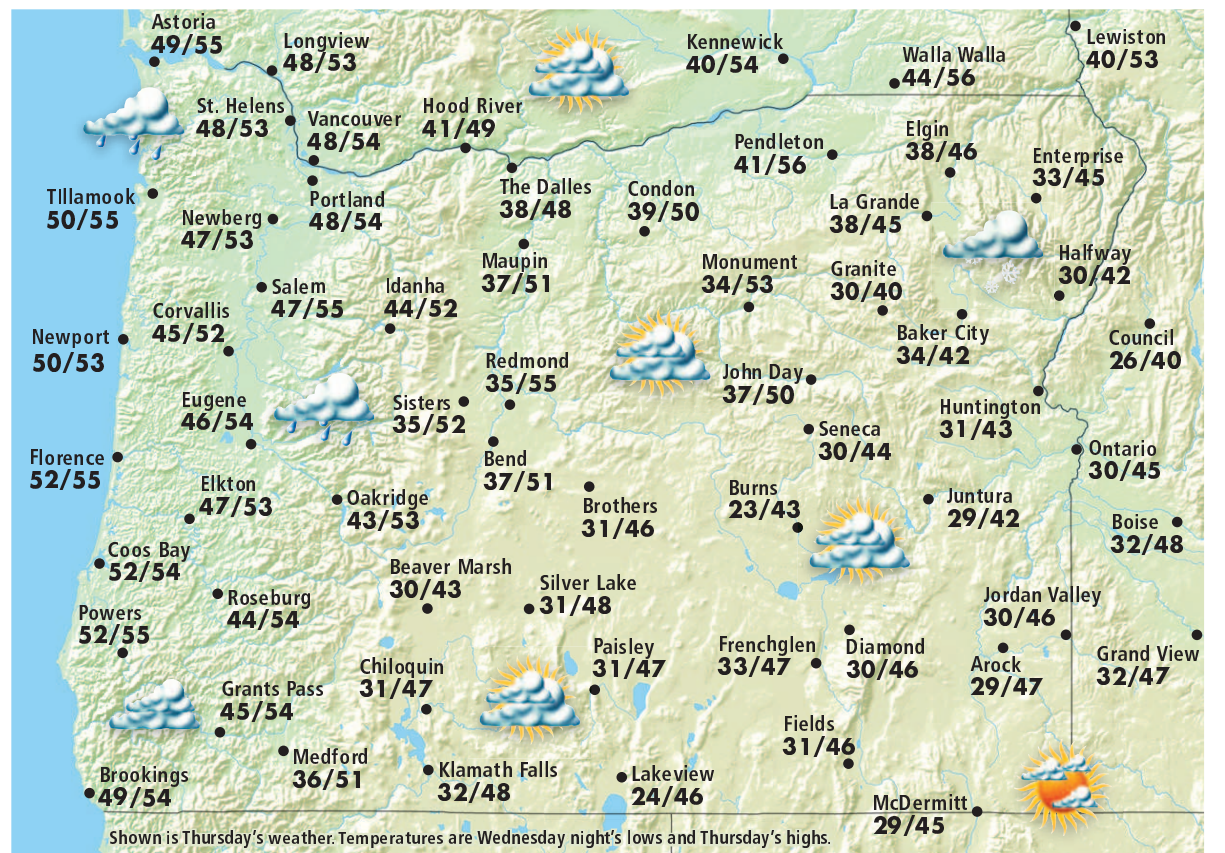 Astoria
49/55
Longview
48/53
Kennewick
40/54
Walla Walla
44/56
Lewiston
40/53
St. Helens
48/53
Vancouver
48/54
Hood River
41/49
Pendleton
41/56
Elgin
38/46
Enterprise
33/45
TIllamook
50/55
Newberg
47/53
Portland
48/54
The Dalles
38/48
Condon
39/50
La Grande
38/45
Maupin
37/51
Monument
34/53
Granite
30/40
Halfway
30/42
Salem
47/55
Idanha
44/52
Corvallis
45/52
Newport
50/53
Baker City
34/42
Council
26/40
Redmond
35/55
John Day
37/50
Eugene
46/54
Sisters
35/52
Huntington
31/43
Seneca
30/44
Florence
52/55
Bend
37/51
Ontario
30/45
Elkton
47/53
Oakridge
43/53
Brothers
31/46
Burns
23/43
Juntura
29/42
Boise
32/48
Coos Bay
52/54
Beaver Marsh
30/43
Silver Lake
31/48
Roseburg
44/54
Powers
52/55
Jordan Valley
30/46
Chiloquin
31/47
Paisley
31/47
Frenchglen
33/47
Diamond
30/46
Arock
29/47
Grand View
32/47
Grants Pass
45/54
Fields
31/46
Medford
36/51
Brookings
49/54
Klamath Falls
32/48
Lakeview
24/46
McDermitt
29/45
Shown is Thursday’s weather. Temperatures are Wednesday night’s lows and Thursday’s highs.